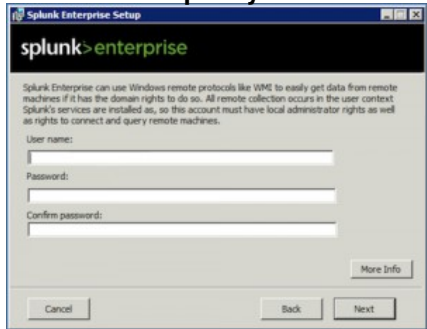 Splunk Enterprise Setup
splunk>enterprise
Splunk Enterprise can use Windows remote protocols like WMI to easily get data from remote
machines if it has the domain rights to do so. All remote collection occurs in the user context
Splunk's services are installed as, so this account must have local administrator rights as well
as rights to connect and query remote machines.
User name:
Password:
Confirm password:
More Info
Cancel
Back
Next